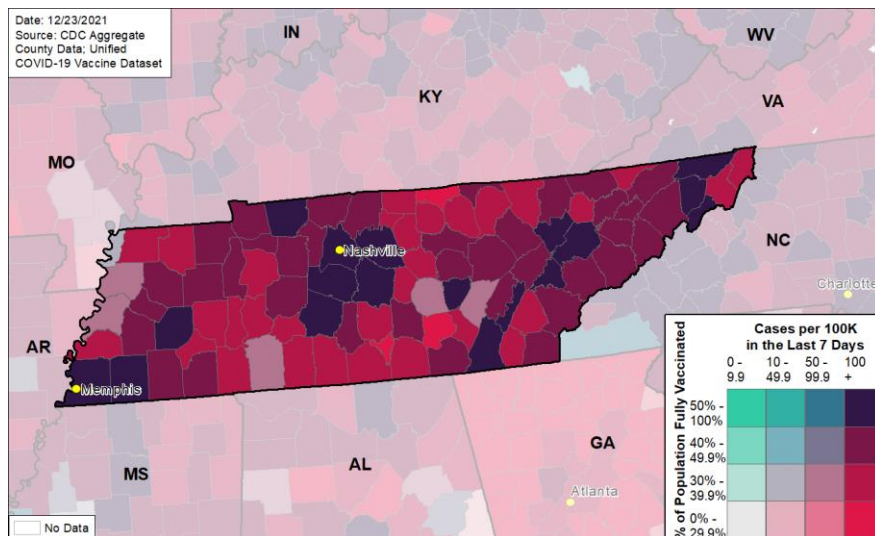 Date: 12/23/2021
Source: CDC Aggregate
County Data; Unified
COVID-19 Vaccine Dataset
IN
WV
KY
VA
MO
Nashville
NC
Charlotte
AR
Memphis
MS
AL
GA
Atlanta
No Data
Cases per 100K
in the Last 7 Days
0 - 10 - 50 - 100
9.9 49.9 99.9 +
% of Population Fully Vaccinated
50% -
100%
40% -
49.9%
30% -
39.9%
0% -
29.9%